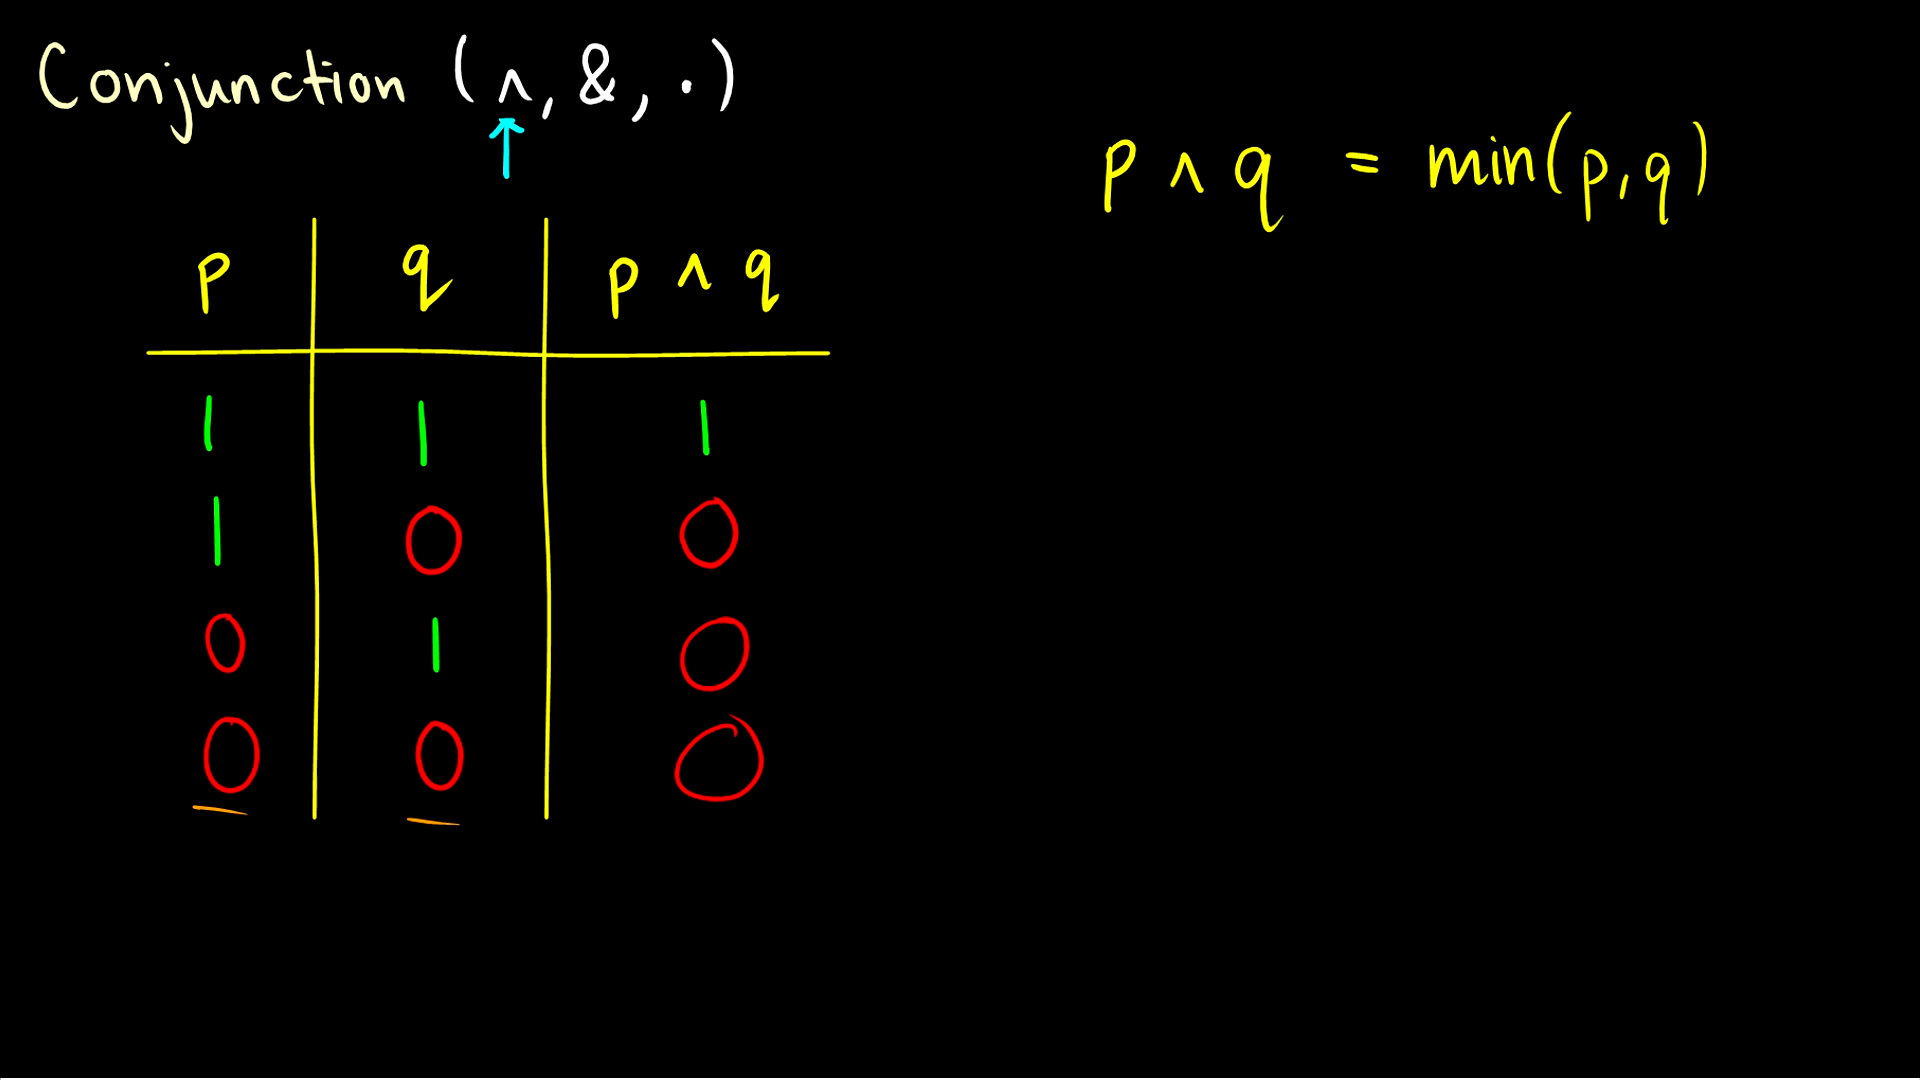 Conjunction (∧, &, ·)
p ∧ q = min(p, q)
p q p ∧ q
1 1 1
1 0 0
0 1 0
0 0 0